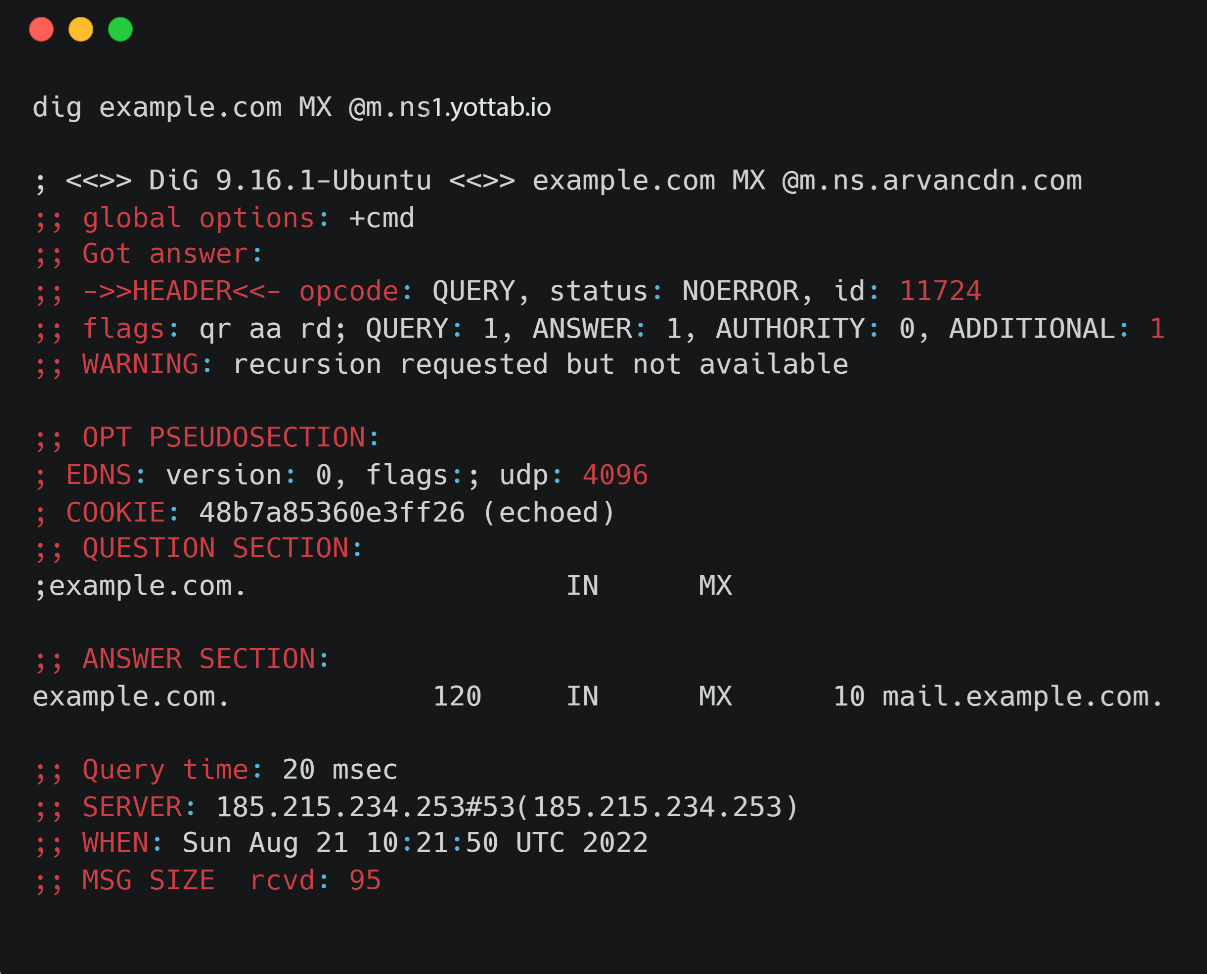 dig example.com MX @m.ns1.yottab.io
; <<>> DiG 9.16.1-Ubuntu <<>> example.com MX @m.ns.arvancdn.com
;; global options: +cmd
;; Got answer:
;; ->>HEADER<<- opcode: QUERY, status: NOERROR, id: 11724
;; flags: qr aa rd; QUERY: 1, ANSWER: 1, AUTHORITY: 0, ADDITIONAL: 1
;; WARNING: recursion requested but not available
;; OPT PSEUDOSECTION:
; EDNS: version: 0, flags:; udp: 4096
; COOKIE: 48b7a85360e3ff26 (echoed)
;; QUESTION SECTION:
;example.com. IN MX
;; ANSWER SECTION:
example.com. 120 IN MX 10 mail.example.com.
;; Query time: 20 msec
;; SERVER: 185.215.234.253#53(185.215.234.253)
;; WHEN: Sun Aug 21 10:21:50 UTC 2022
;; MSG SIZE  rcvd: 95